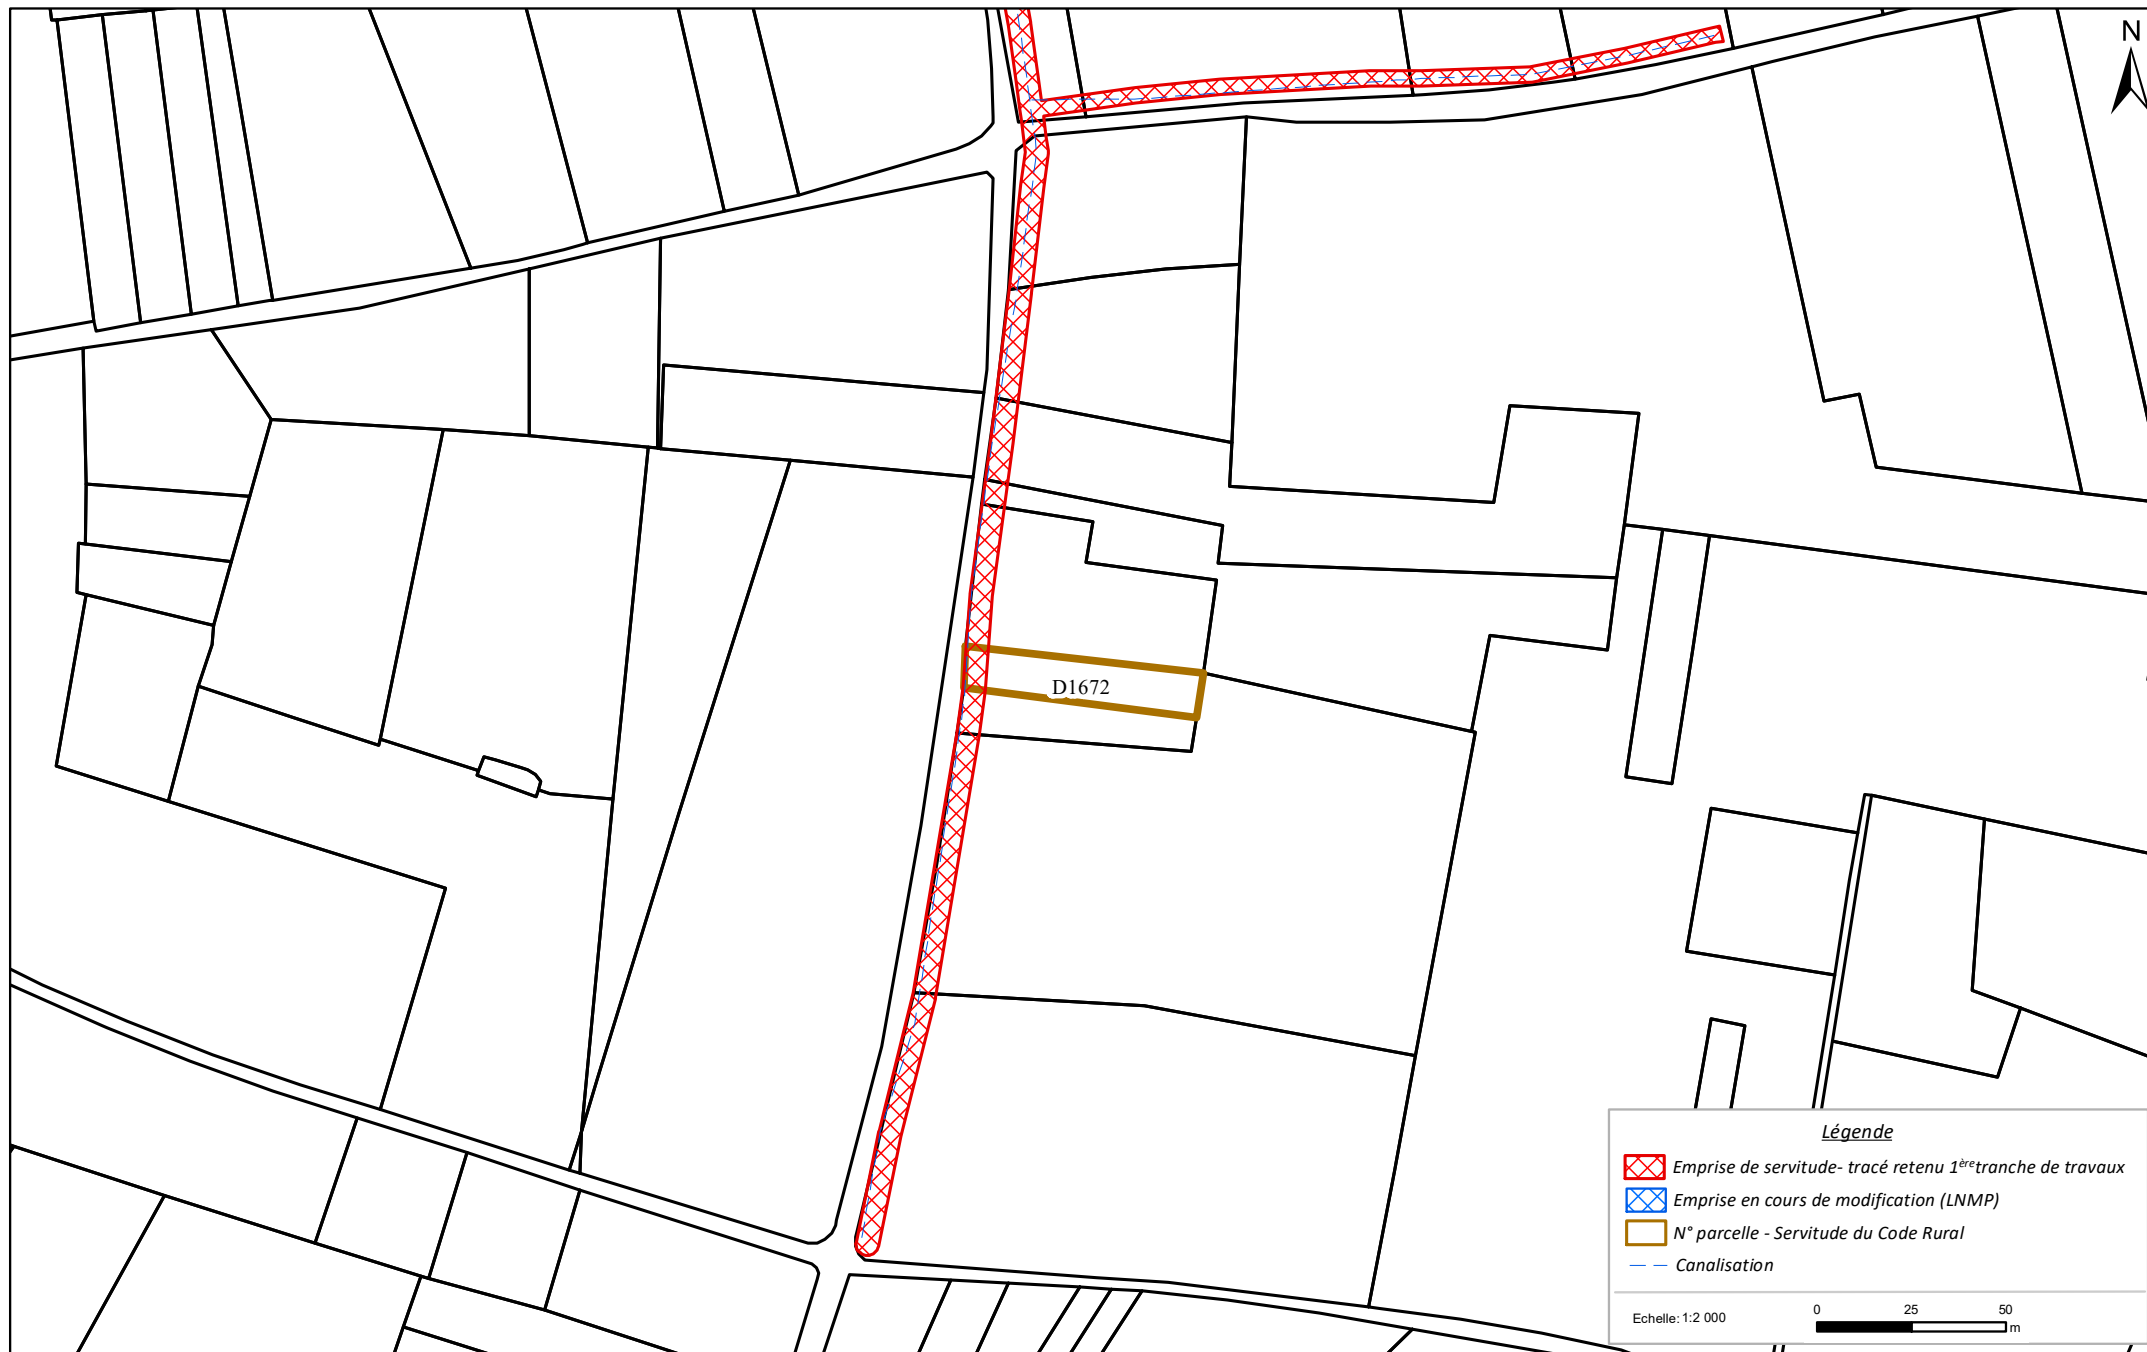 N
D1672
Légende
Emprise de servitude- tracé retenu 1ère tranche de travaux
Emprise en cours de modification (LNMP)
N° parcelle - Servitude du Code Rural
Canalisation
Echelle: 1:2 000
0 25 50
m